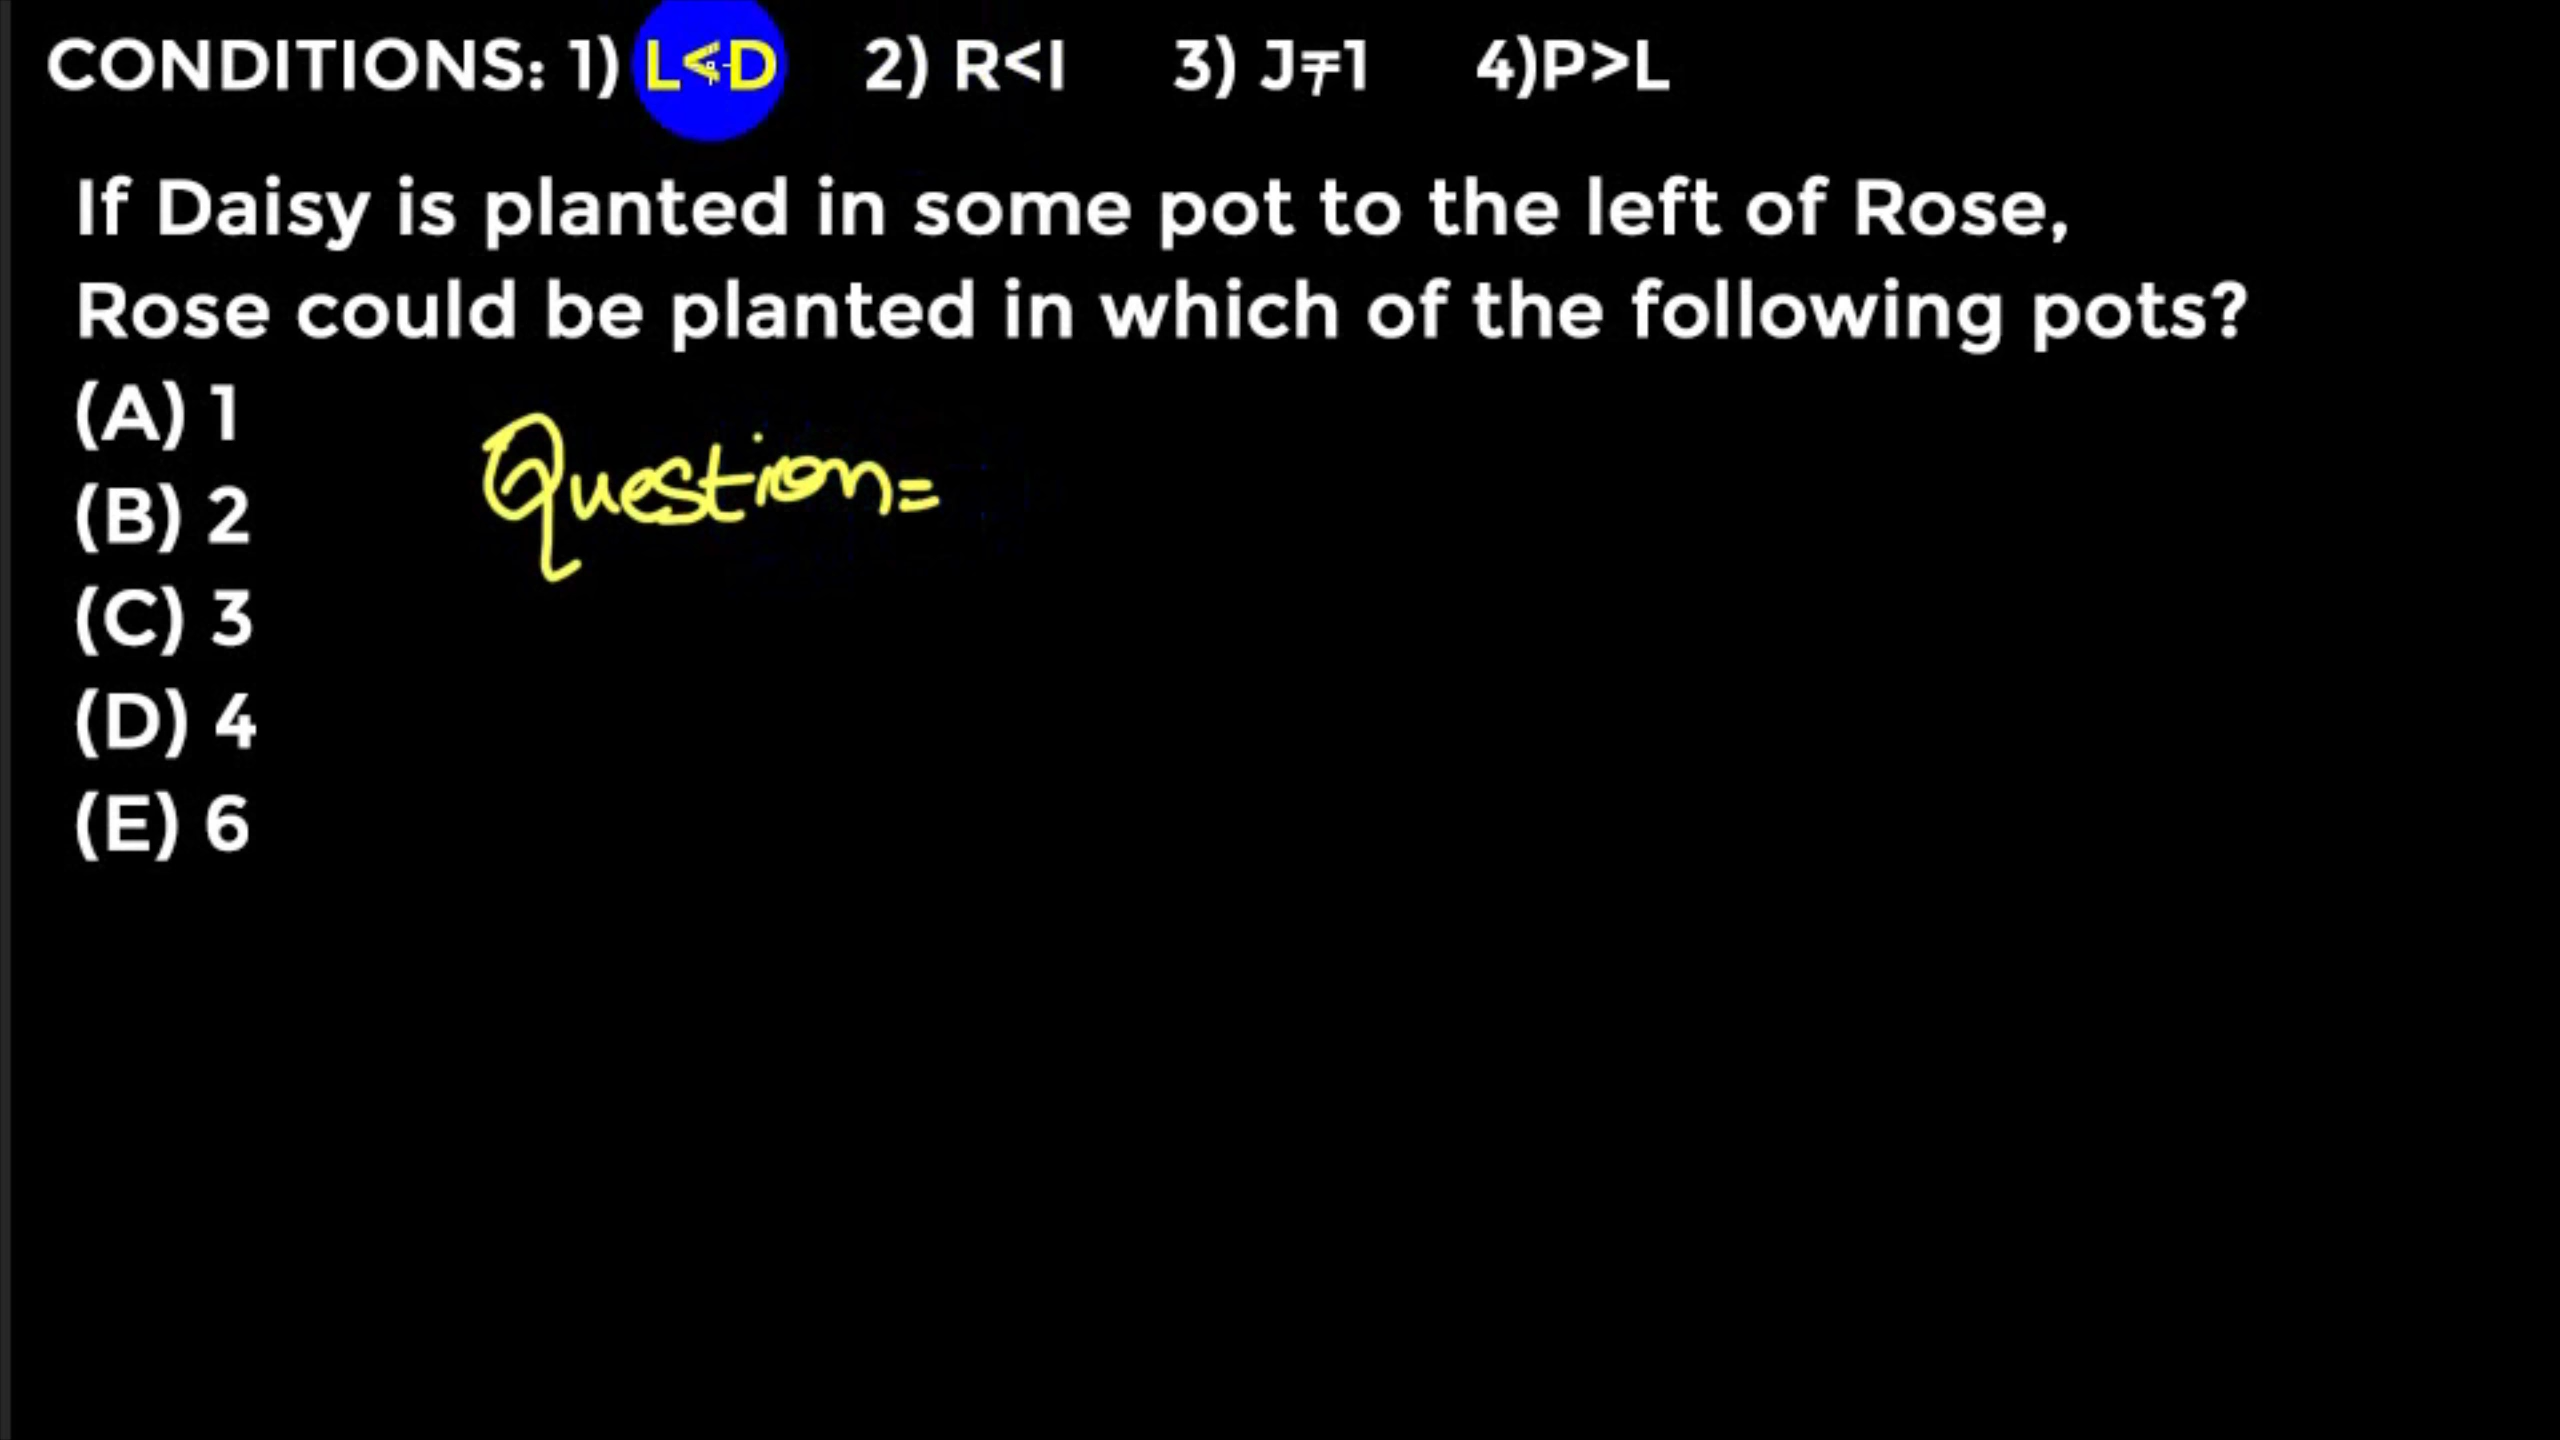 CONDITIONS: 1) L<D 2) R<I 3) J≠1 4)P>L
If Daisy is planted in some pot to the left of Rose,
Rose could be planted in which of the following pots?
(A) 1
(B) 2
(C) 3
(D) 4
(E) 6
Question=